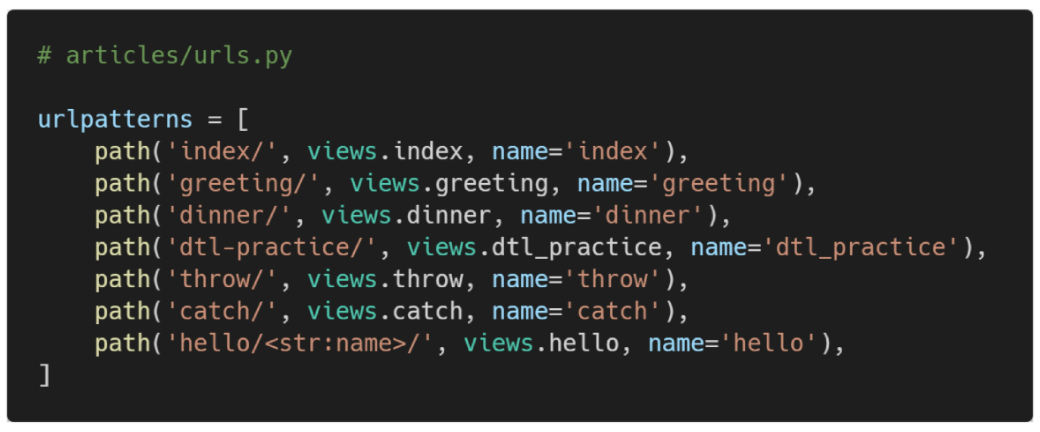 # articles/urls.py
urlpatterns = [
    path('index/', views.index, name='index'),
    path('greeting/', views.greeting, name='greeting'),
    path('dinner/', views.dinner, name='dinner'),
    path('dtl-practice/', views.dtl_practice, name='dtl_practice'),
    path('throw/', views.throw, name='throw'),
    path('catch/', views.catch, name='catch'),
    path('hello/<str:name>/', views.hello, name='hello'),
]